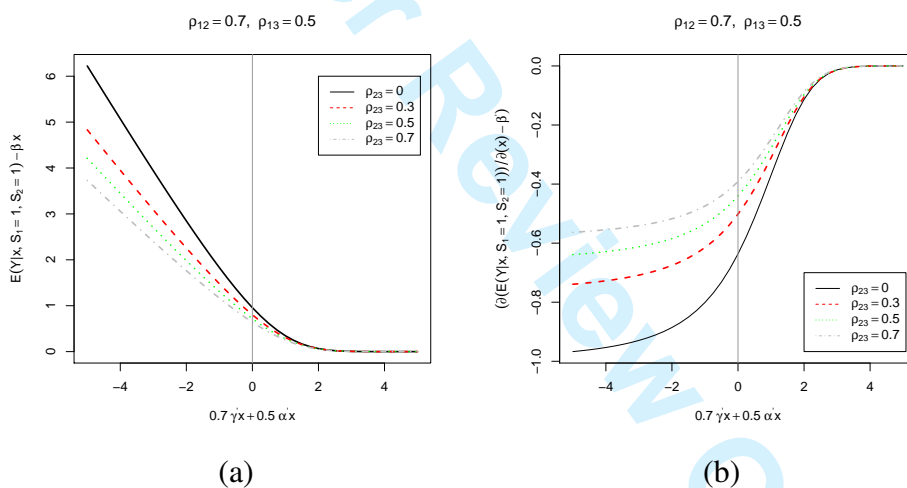 ρ12 = 0.7, ρ13 = 0.5
E(Y|x, S1 = 1, S2 = 1) − β'x
6
5
4
3
2
1
0
ρ23 = 0
ρ23 = 0.3
ρ23 = 0.5
ρ23 = 0.7
−4 −2 0 2 4
0.7 γ'x + 0.5 α'x
(a)
ρ12 = 0.7, ρ13 = 0.5
(∂(E(Y|x, S1 = 1, S2 = 1))/∂(x) − β'
0.0
−0.2
−0.4
−0.6
−0.8
−1.0
ρ23 = 0
ρ23 = 0.3
ρ23 = 0.5
ρ23 = 0.7
−4 −2 0 2 4
0.7 γ'x + 0.5 α'x
(b)
Review